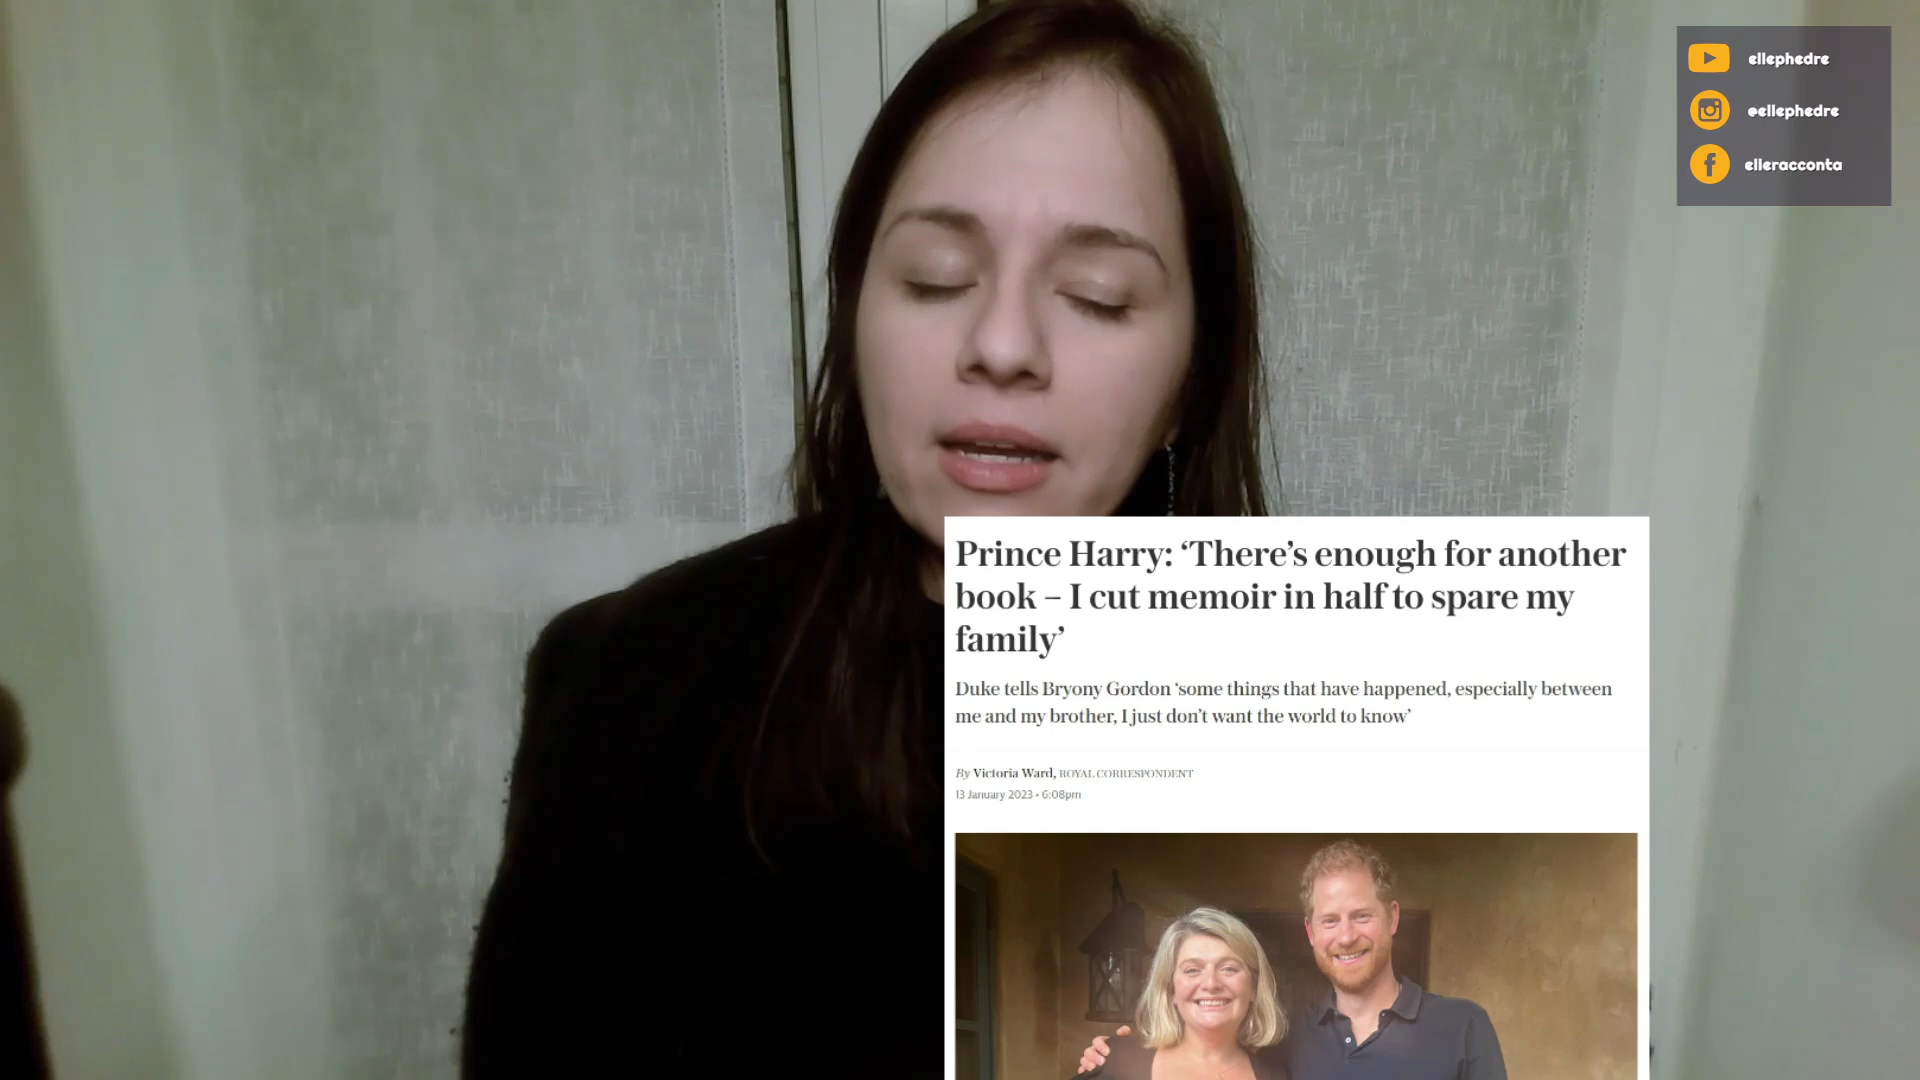 ellephedre
@ellephedre
elleracconta
Prince Harry: ‘There’s enough for another
book – I cut memoir in half to spare my
family’
Duke tells Bryony Gordon ‘some things that have happened, especially between
me and my brother, I just don’t want the world to know’
By Victoria Ward, ROYAL CORRESPONDENT
13 January 2023 • 6:08pm